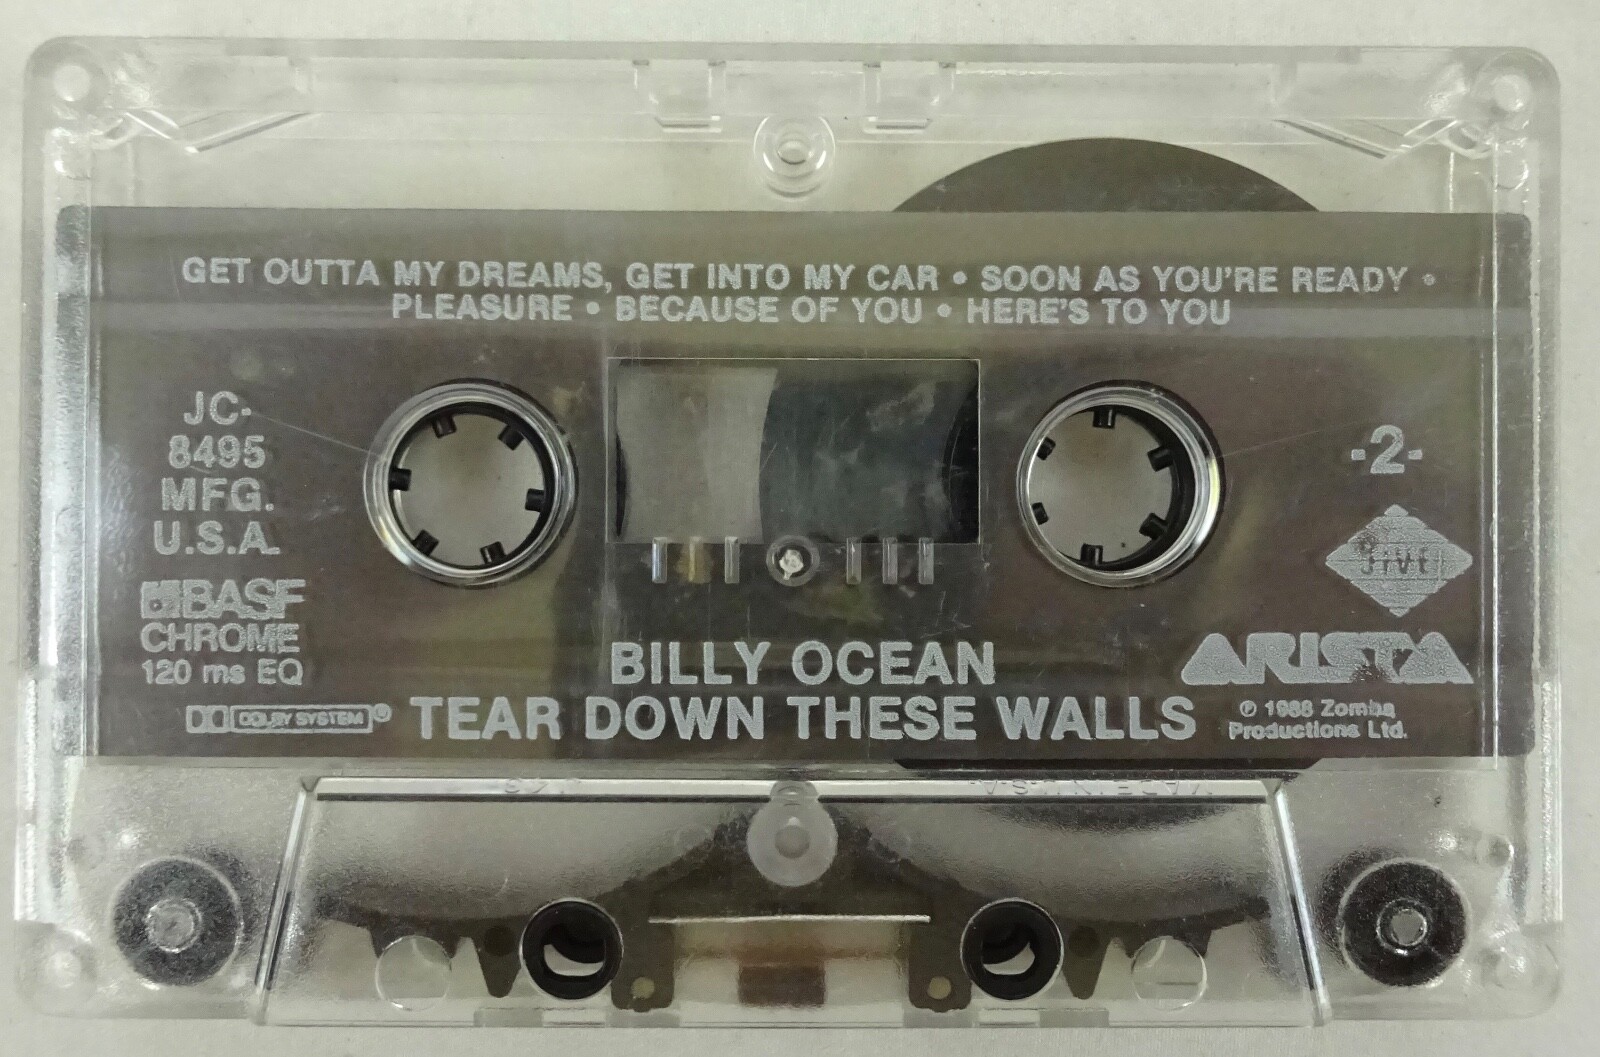 GET OUTTA MY DREAMS, GET INTO MY CAR • SOON AS YOU'RE READY •
PLEASURE • BECAUSE OF YOU • HERE'S TO YOU
JC-
8495
MFG.
U.S.A.
BASF
CHROME
120 ms EQ
DOLBY SYSTEM®
-2-
JIVE
ARISTA
℗ 1988 Zomba
Productions Ltd.
BILLY OCEAN
TEAR DOWN THESE WALLS
MADE IN U.S.A.